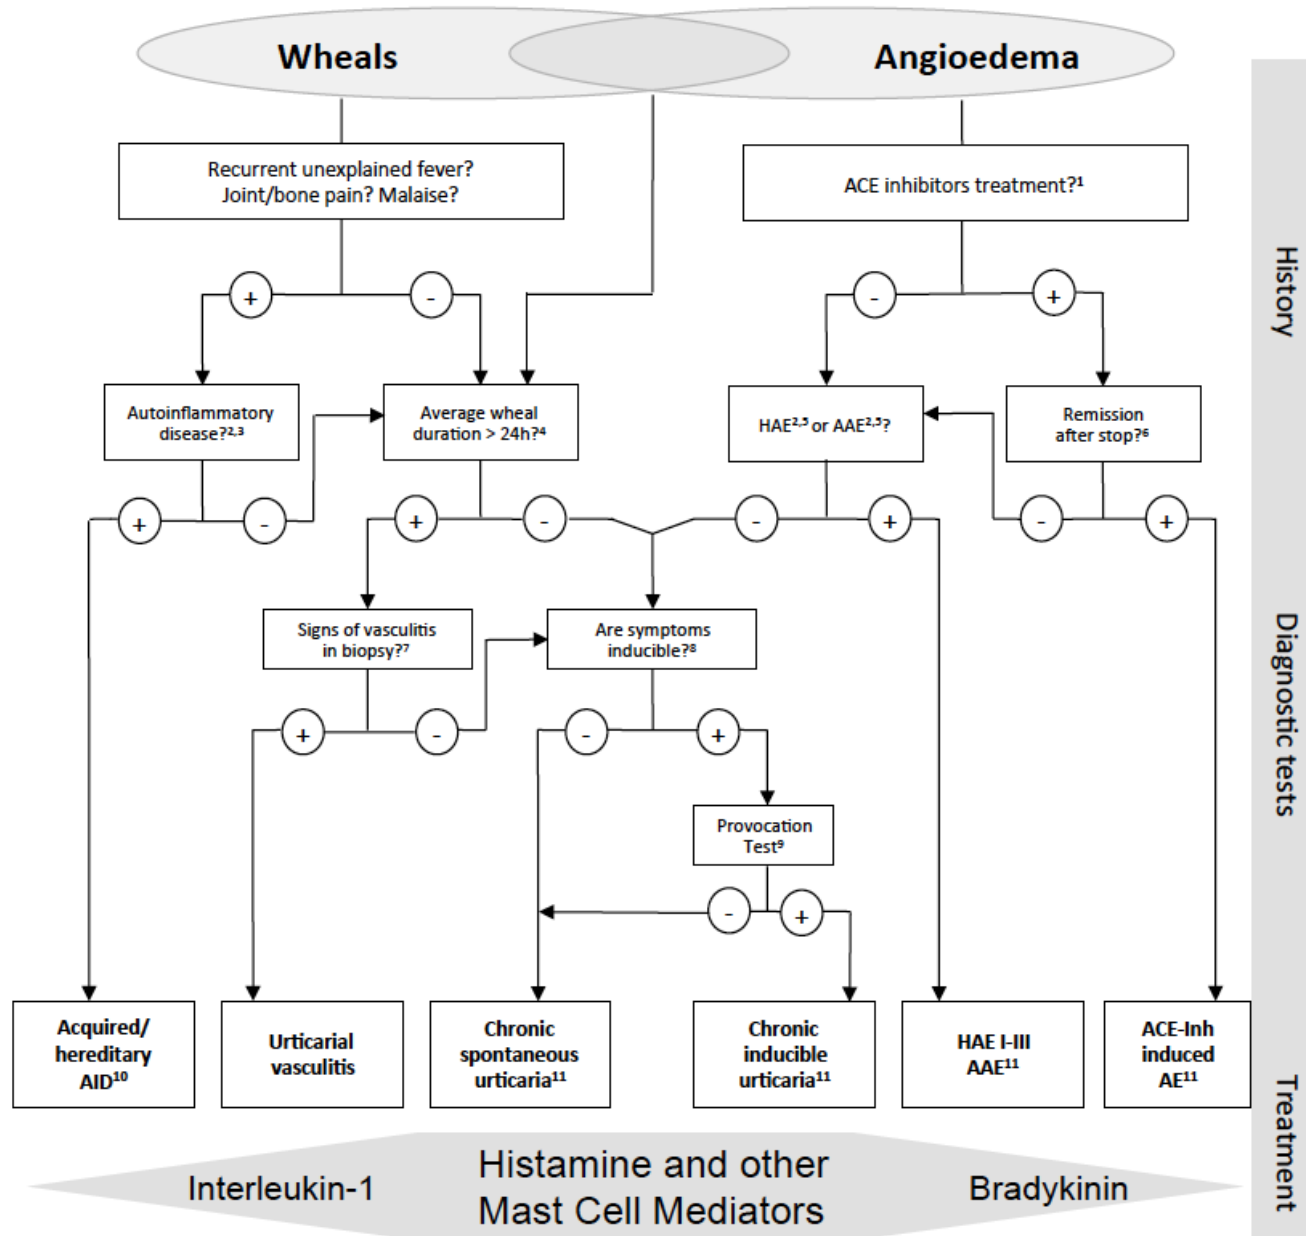 Wheals
Angioedema
Recurrent unexplained fever?
Joint/bone pain? Malaise?
ACE inhibitors treatment?¹
History
+
-
-
+
Autoinflammatory
disease?²,³
Average wheal
duration > 24h?⁴
HAE²,⁵ or AAE²,⁵?
Remission
after stop?⁶
+
-
+
-
-
+
-
+
Signs of vasculitis
in biopsy?⁷
Are symptoms
inducible?⁸
Diagnostic tests
+
-
-
+
Provocation
Test⁹
-
+
Acquired/
hereditary
AID¹⁰
Urticarial
vasculitis
Chronic
spontaneous
urticaria¹¹
Chronic
inducible
urticaria¹¹
HAE I-III
AAE¹¹
ACE-Inh
induced
AE¹¹
Treatment
Interleukin-1
Histamine and other
Mast Cell Mediators
Bradykinin